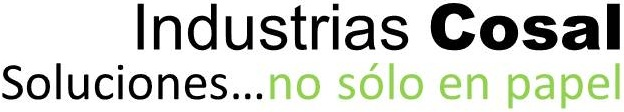 Industrias Cosal
Soluciones...no sólo en papel